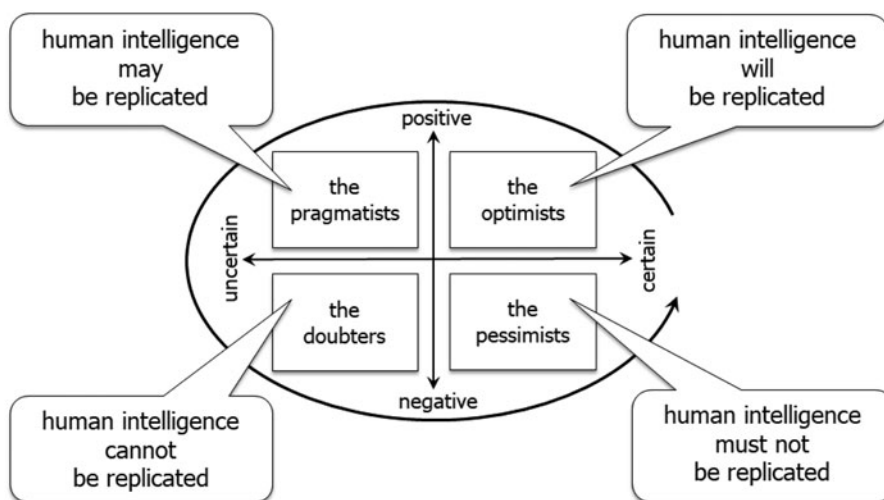 human intelligence
may
be replicated
human intelligence
will
be replicated
positive
the
pragmatists
the
optimists
uncertain
certain
the
doubters
the
pessimists
negative
human intelligence
cannot
be replicated
human intelligence
must not
be replicated